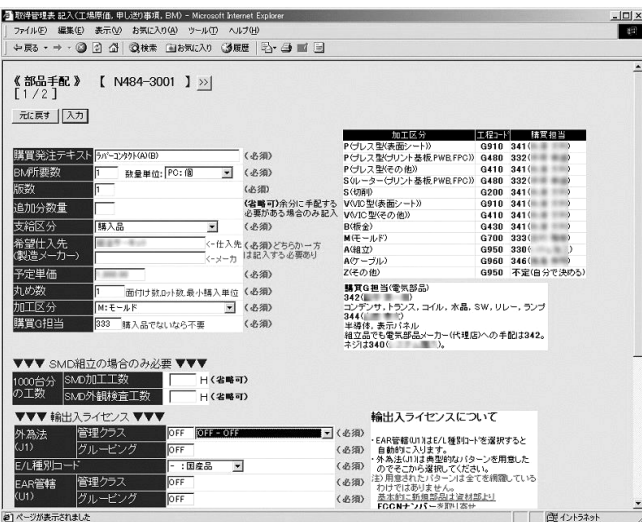 取得管理表 記入(工場原価, 申し送り事項, BM) - Microsoft Internet Explorer
ファイル(F) 編集(E) 表示(V) お気に入り(A) ツール(T) ヘルプ(H)
戻る 検索 お気に入り 履歴
《 部品手配 》 【 N484-3001 】 >>
[1/2]
元に戻す 入力
購買発注テキスト ラバーコンタクト(A)(B) (必須)
BM所要数 1 数量単位: PC:個 (必須)
版数 1 (必須)
追加分数量 (省略可)余分に手配する
必要がある場合のみ記入
支給区分 購入品 (必須)
希望仕入先 <-仕入先 (必須)どちらか一方
(製造メーカー) <-メーカ は記入する必要あり
予定単価 (必須)
丸め数 1 面付け数,ロット数,最小購入単位 (必須)
加工区分 M:モールド (必須)
購買G担当 333 購入品でないなら不要 (必須)
加工区分 工程コード 購買担当
P(プレス型(表面シート)) G910 341(
P(プレス型(プリント基板,PWB,FPC)) G480 332(
P(プレス型(その他)) G410 341(
S(ルーター(プリント基板,PWB,FPC)) G480 332(
S(切削) G200 341(
V(VIC型(表面シート)) G910 341(
V(VIC型(その他)) G410 341(
B(板金) G430 341(
M(モールド) G700 333(
A(組立) G950 330(
A(ケーブル) G960 346(
Z(その他) G950 不定(自分で決める)
購買G担当(電気部品)
342(
コンデンサ, トランス, コイル, 水晶, SW, リレー, ランプ
344(
半導体, 表示パネル
組立品でも電気部品メーカー(代理店)への手配は342。
ネジは340(
▼▼▼ SMD組立の場合のみ必要 ▼▼▼
1000台分 SMD加工工数 H (省略可)
の工数 SMD外観検査工数 H (省略可)
▼▼▼ 輸出入ライセンス ▼▼▼
外為法 管理クラス OFF OFF-OFF (必須)
(J1) グルーピング OFF (必須)
E/L種別コード - :国産品 (必須)
EAR管轄 管理クラス OFF (必須)
(U1) グルーピング OFF (必須)
輸出入ライセンスについて
・EAR管轄(U1)はE/L種別コードを選択すると
自動的に入ります。
・外為法(J1)は典型的なパターンを用意した
のでそこから選択してください。
注) 用意されたパターンは全てを網羅している
わけではありません。
基本的に新規部品は資材部より
ECCNナンバーを取り寄せ
ページが表示されました イントラネット